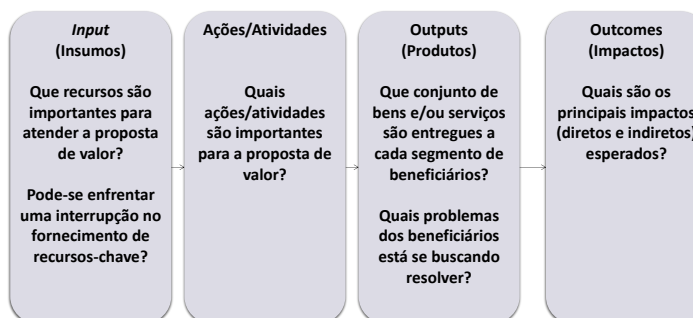 Input
(Insumos)
Que recursos são
importantes para
atender a proposta
de valor?
Pode-se enfrentar
uma interrupção no
fornecimento de
recursos-chave?
Ações/Atividades
Quais
ações/atividades
são importantes
para a proposta de
valor?
Outputs
(Produtos)
Que conjunto de
bens e/ou serviços
são entregues a
cada segmento de
beneficiários?
Quais problemas
dos beneficiários
está se buscando
resolver?
Outcomes
(Impactos)
Quais são os
principais impactos
(diretos e indiretos)
esperados?